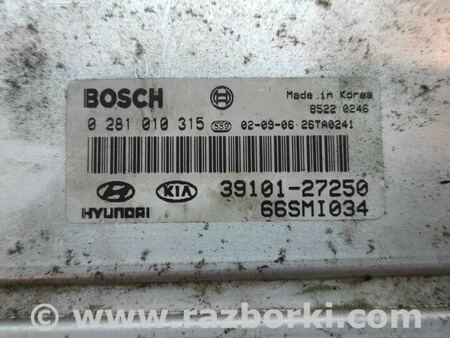 BOSCH Made in Korea
8522 0246
0 281 010 315 S39 02-09-06 26TA0241
HYUNDAI KIA 39101-27250
66SMI034
© www.razborki.com